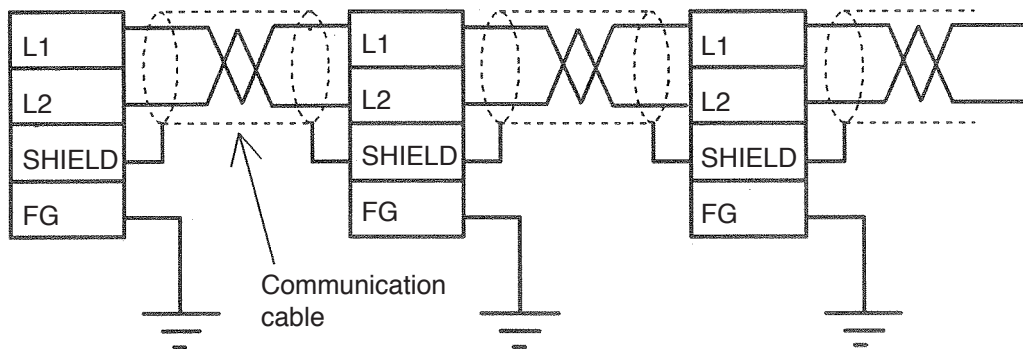 L1
L2
SHIELD
FG
L1
L2
SHIELD
FG
L1
L2
SHIELD
FG
Communication
cable